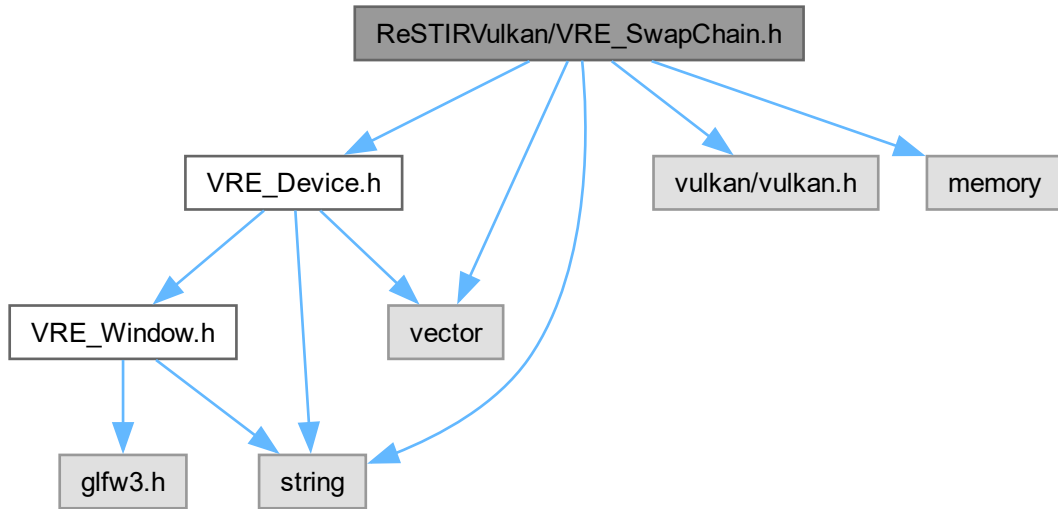 ReSTIRVulkan/VRE_SwapChain.h
VRE_Device.h
vulkan/vulkan.h
memory
VRE_Window.h
vector
glfw3.h
string